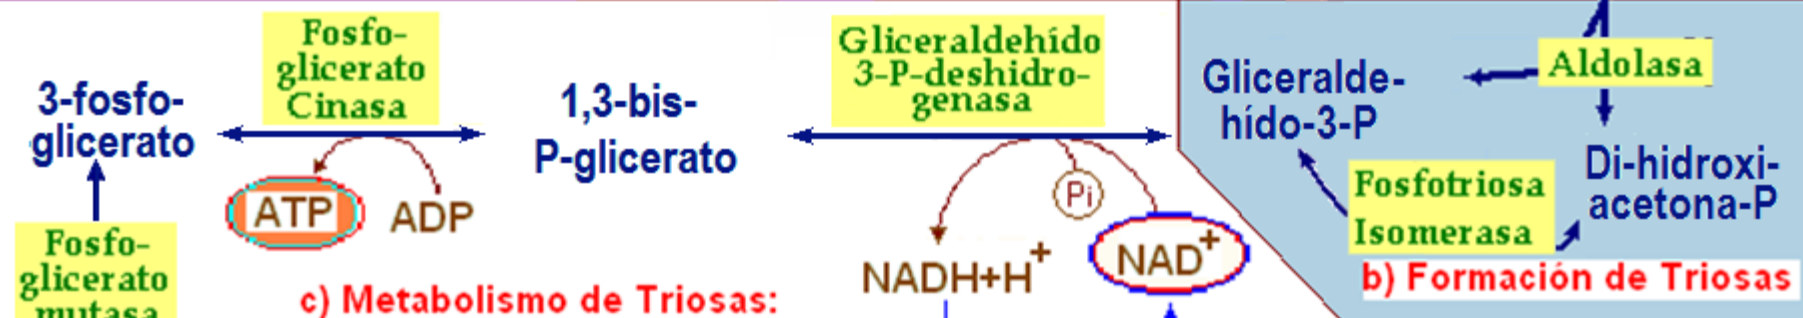 3-fosfo-
glicerato
Fosfo-
glicerato
Cinasa
ATP
ADP
1,3-bis-
P-glicerato
Gliceraldehído
3-P-deshidro-
genasa
Pi
NADH+H+
NAD+
Gliceralde-
hído-3-P
Aldolasa
Di-hidroxi-
acetona-P
Fosfotriosa
Isomerasa
b) Formación de Triosas
Fosfo-
glicerato
mutasa
c) Metabolismo de Triosas: